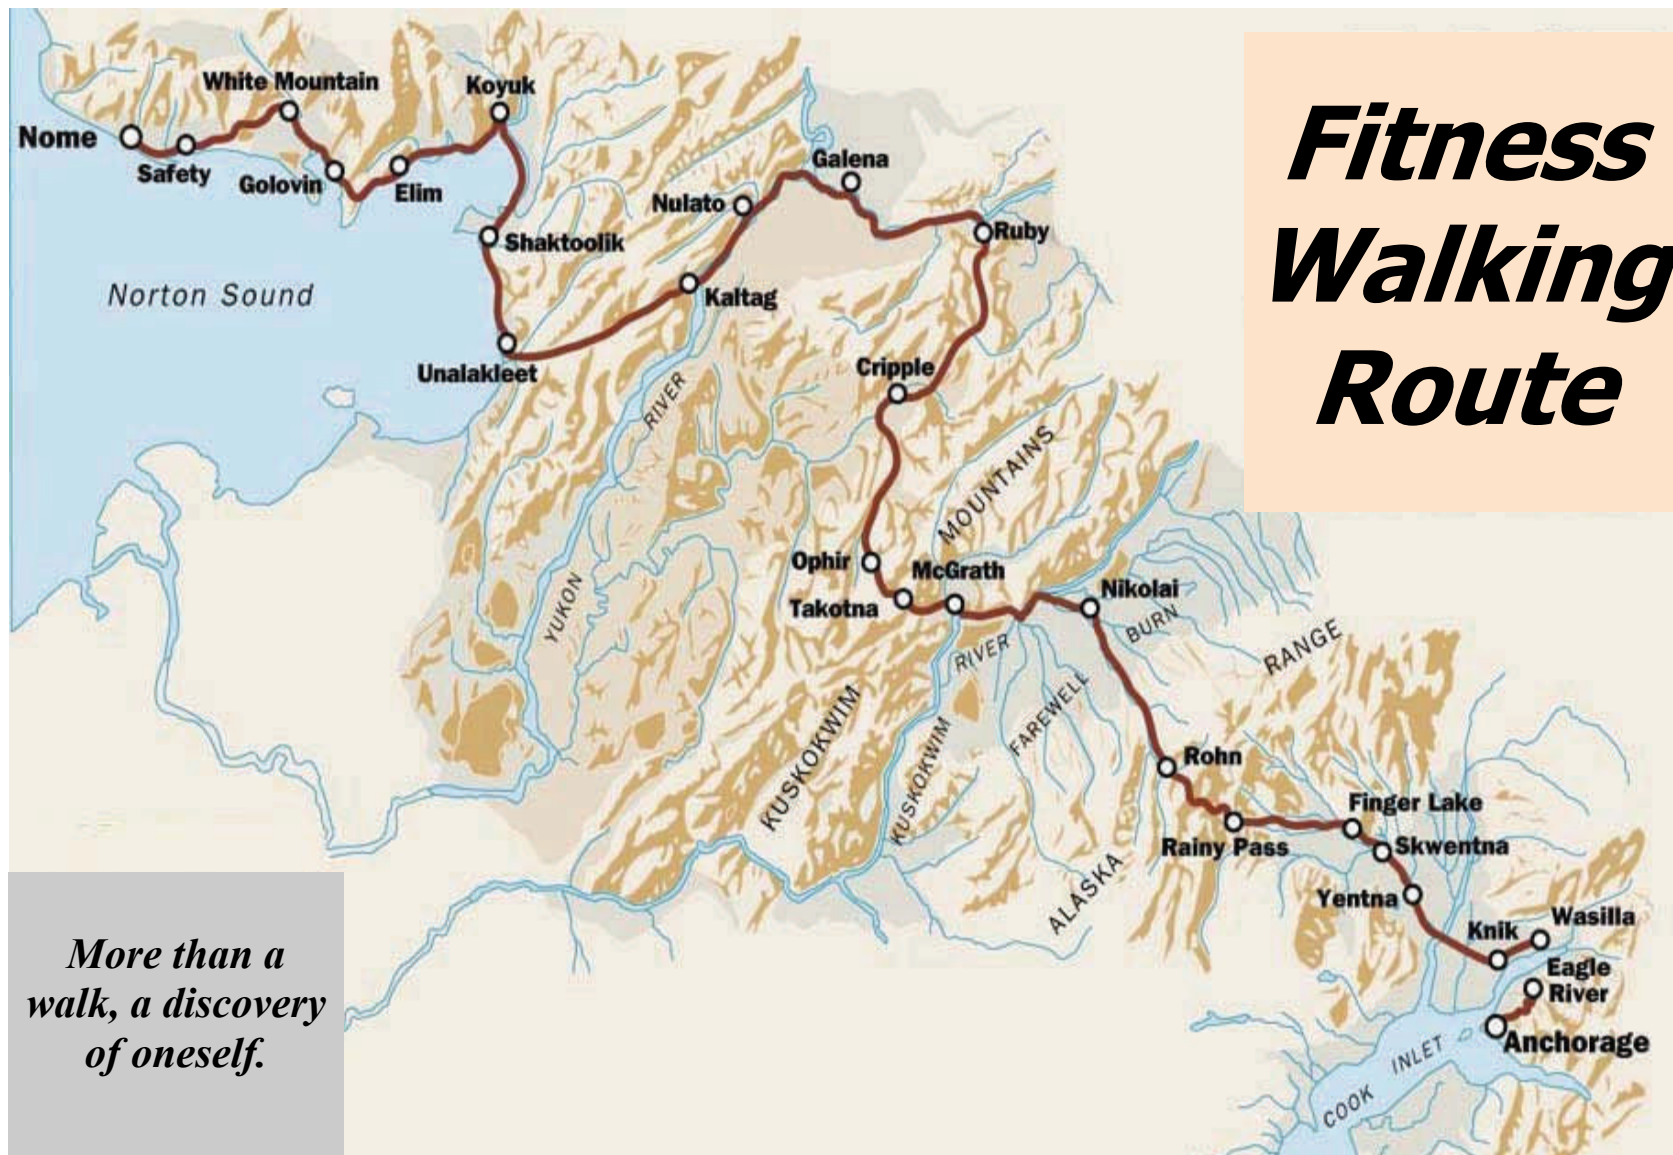 Fitness
Walking
Route
White Mountain
Koyuk
Nome
Safety
Golovin
Elim
Galena
Nulato
Ruby
Shaktoolik
Norton Sound
Kaltag
Unalakleet
Cripple
RIVER
MOUNTAINS
Ophir
McGrath
Takotna
Nikolai
YUKON
BURN
RIVER
RANGE
KUSKOKWIM
KUSKOKWIM
FAREWELL
Rohn
Finger Lake
Rainy Pass
Skwentna
ALASKA
Yentna
Knik
Wasilla
Eagle
River
Anchorage
COOK INLET
More than a
walk, a discovery
of oneself.